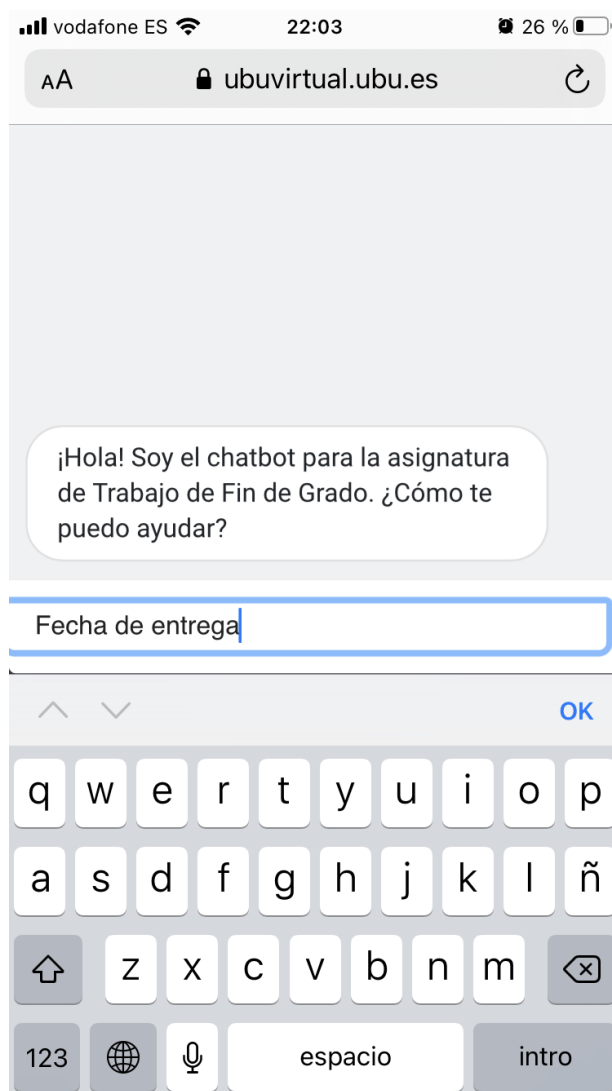 vodafone ES 22:03 26 %
AA ubuvirtual.ubu.es
¡Hola! Soy el chatbot para la asignatura
de Trabajo de Fin de Grado. ¿Cómo te
puedo ayudar?
Fecha de entrega
OK
q w e r t y u i o p
a s d f g h j k l ñ
z x c v b n m
123 espacio intro